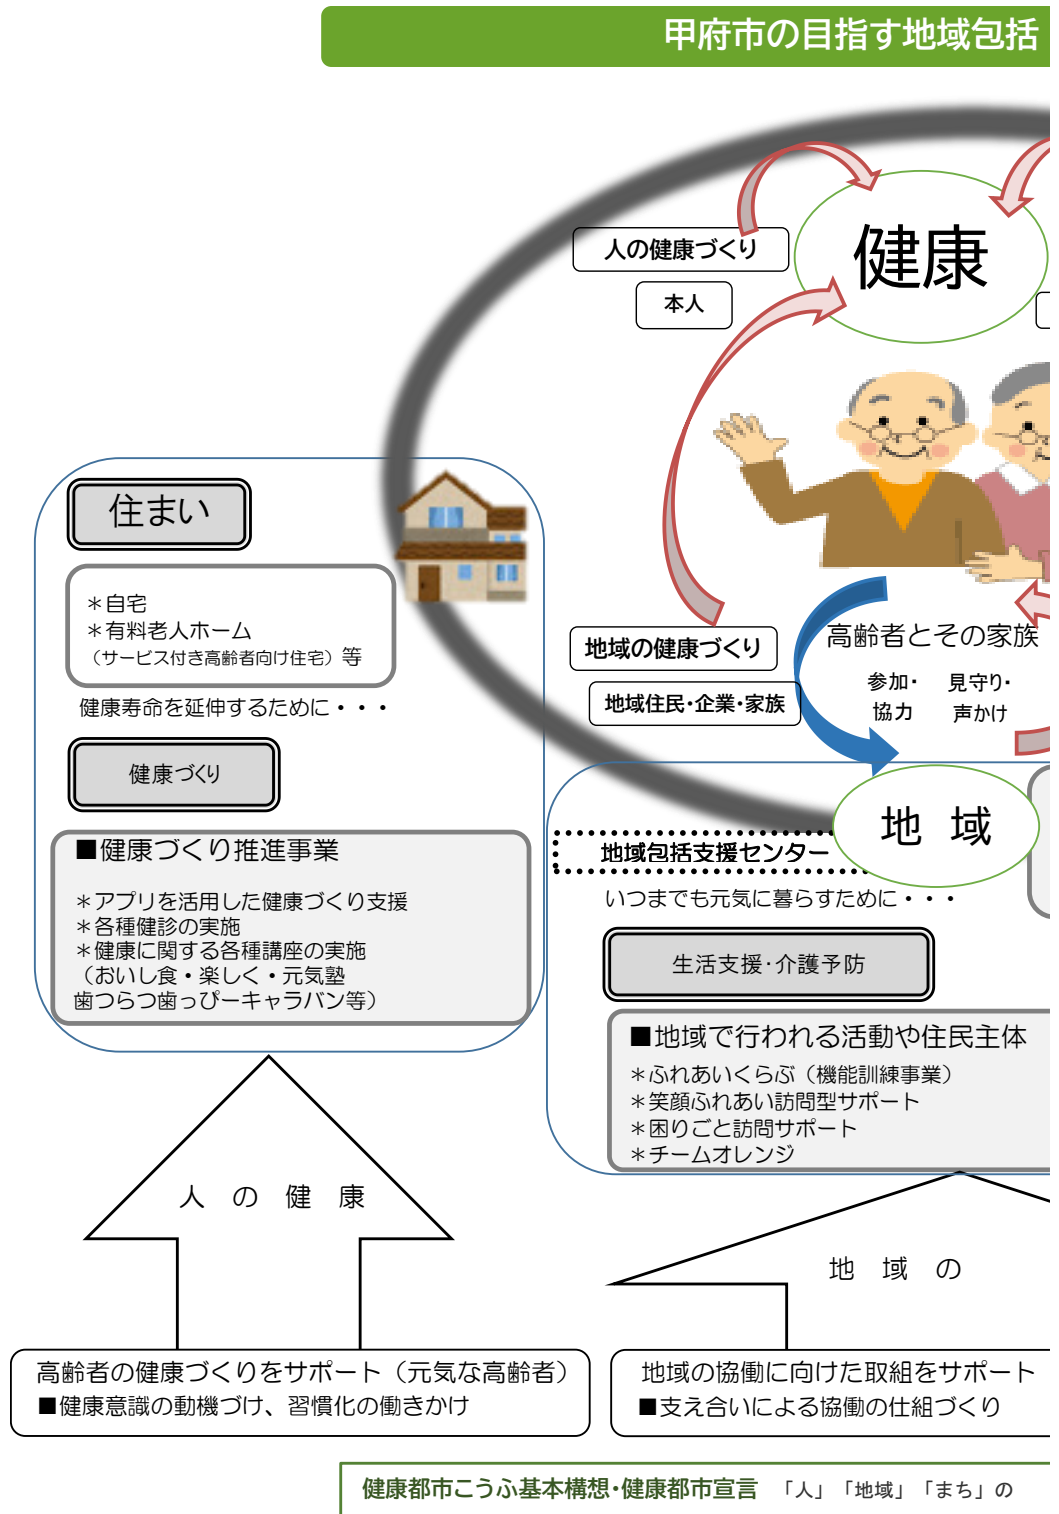 甲府市の目指す地域包括
健康
人の健康づくり
本人
住まい
＊自宅
＊有料老人ホーム
（サービス付き高齢者向け住宅）等
健康寿命を延伸するために・・・
健康づくり
■健康づくり推進事業
＊アプリを活用した健康づくり支援
＊各種健診の実施
＊健康に関する各種講座の実施
（おいし食・楽しく・元気塾
歯つらつ歯っぴーキャラバン等）
地域の健康づくり
地域住民・企業・家族
高齢者とその家族
参加・
協力
見守り・
声かけ
地　域
地域包括支援センター
いつまでも元気に暮らすために・・・
生活支援・介護予防
■地域で行われる活動や住民主体
＊ふれあいくらぶ（機能訓練事業）
＊笑顔ふれあい訪問型サポート
＊困りごと訪問サポート
＊チームオレンジ
人　の　健　康
地　域　の
高齢者の健康づくりをサポート（元気な高齢者）
■健康意識の動機づけ、習慣化の働きかけ
地域の協働に向けた取組をサポート
■支え合いによる協働の仕組づくり
健康都市こうふ基本構想・健康都市宣言　「人」「地域」「まち」の